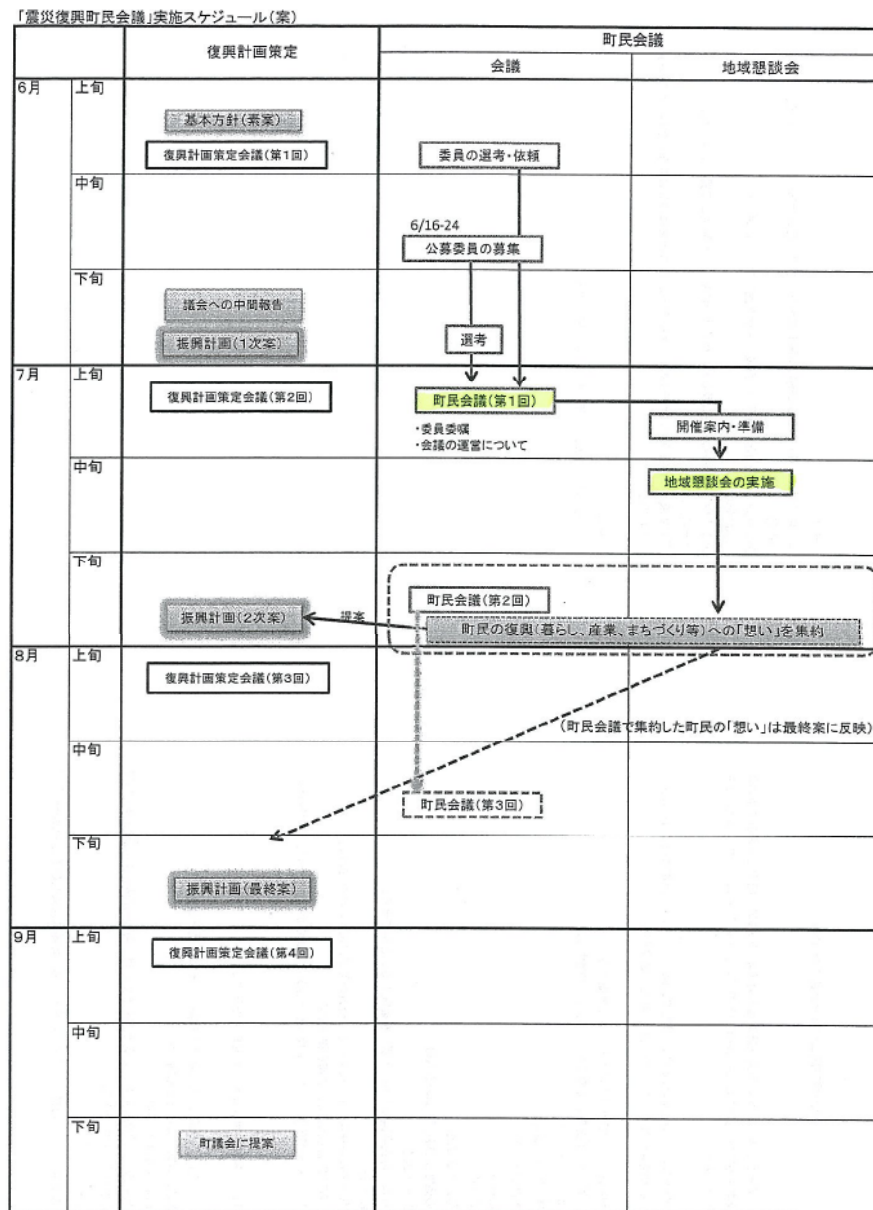 「震災復興町民会議」実施スケジュール(案)
復興計画策定
町民会議
会議
地域懇談会
6月
上旬
基本方針(素案)
復興計画策定会議(第1回)
委員の選考・依頼
中旬
6/16-24
公募委員の募集
下旬
議会への中間報告
選考
振興計画(1次案)
7月
上旬
復興計画策定会議(第2回)
町民会議(第1回)
・委員委嘱
・会議の運営について
開催案内・準備
中旬
地域懇談会の実施
下旬
町民会議(第2回)
振興計画(2次案)
提案
町民の復興(暮らし、産業、まちづくり等)への「想い」を集約
8月
上旬
復興計画策定会議(第3回)
(町民会議で集約した町民の「想い」は最終案に反映)
中旬
町民会議(第3回)
下旬
振興計画(最終案)
9月
上旬
復興計画策定会議(第4回)
中旬
下旬
町議会に提案